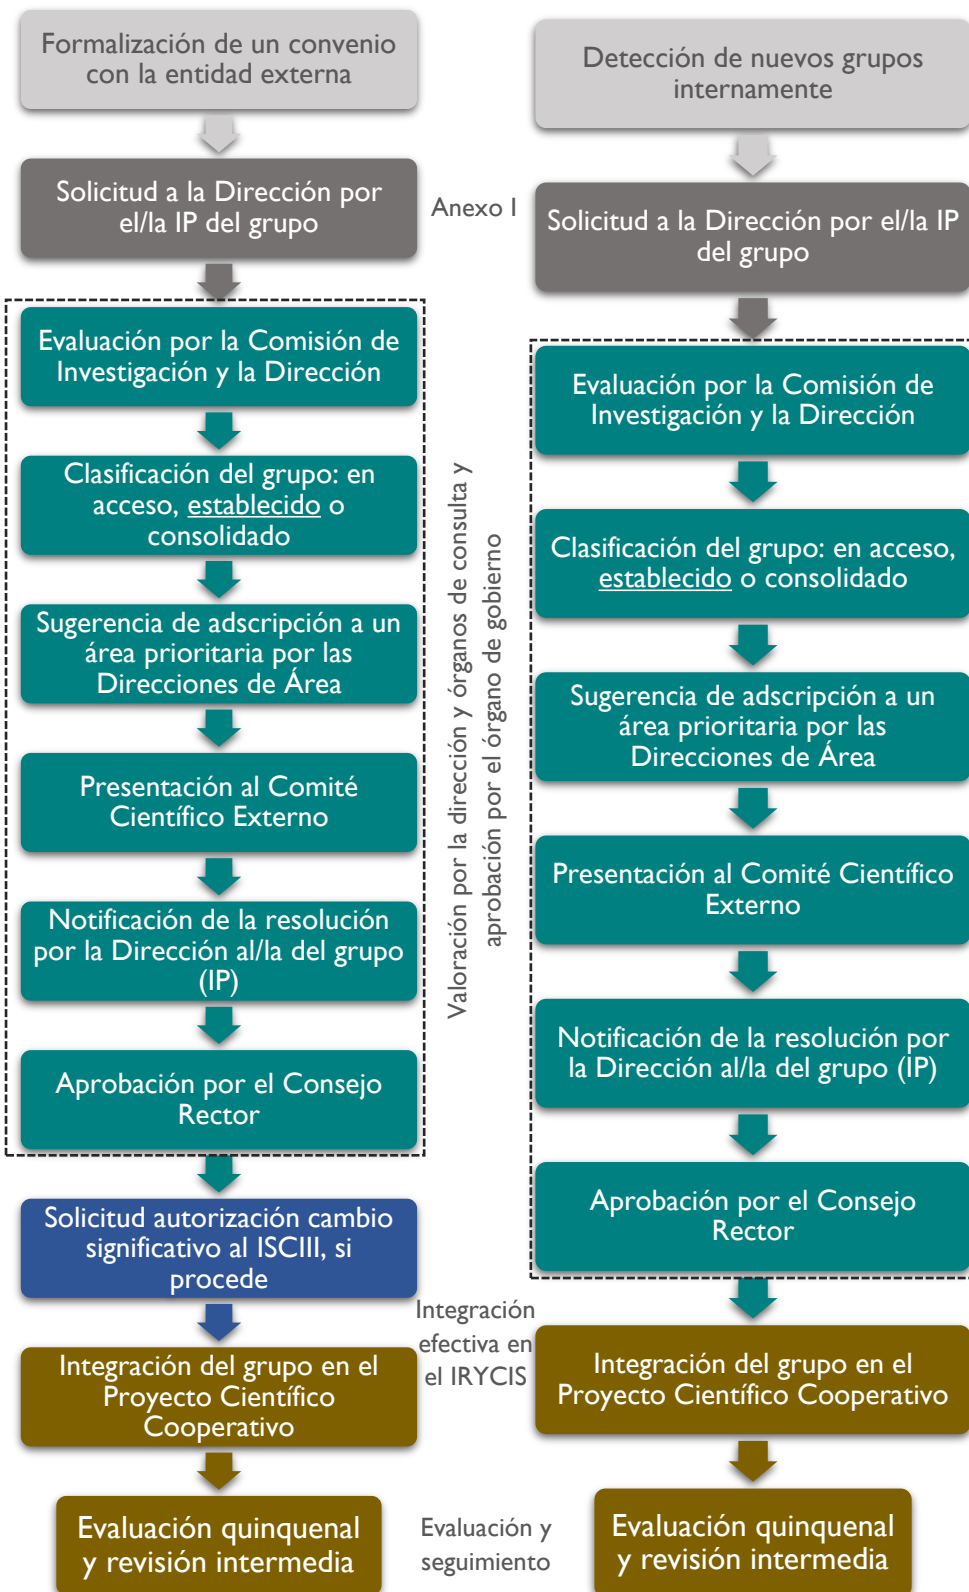 Formalización de un convenio
con la entidad externa
Solicitud a la Dirección por
el/la IP del grupo
Evaluación por la Comisión de
Investigación y la Dirección
Clasificación del grupo: en
acceso, establecido o
consolidado
Sugerencia de adscripción a un
área prioritaria por las
Direcciones de Área
Presentación al Comité
Científico Externo
Notificación de la resolución
por la Dirección al/la del grupo
(IP)
Aprobación por el Consejo
Rector
Solicitud autorización cambio
significativo al ISCIII, si
procede
Integración del grupo en el
Proyecto Científico
Cooperativo
Evaluación quinquenal
y revisión intermedia
Anexo I
Valoración por la dirección y órganos de consulta y
aprobación por el órgano de gobierno
Integración
efectiva en
el IRYCIS
Evaluación y
seguimiento
Detección de nuevos grupos
internamente
Solicitud a la Dirección por el/la IP
del grupo
Evaluación por la Comisión de
Investigación y la Dirección
Clasificación del grupo: en acceso,
establecido o consolidado
Sugerencia de adscripción a un
área prioritaria por las
Direcciones de Área
Presentación al Comité Científico
Externo
Notificación de la resolución por
la Dirección al/la del grupo (IP)
Aprobación por el Consejo
Rector
Integración del grupo en el
Proyecto Científico Cooperativo
Evaluación quinquenal
y revisión intermedia